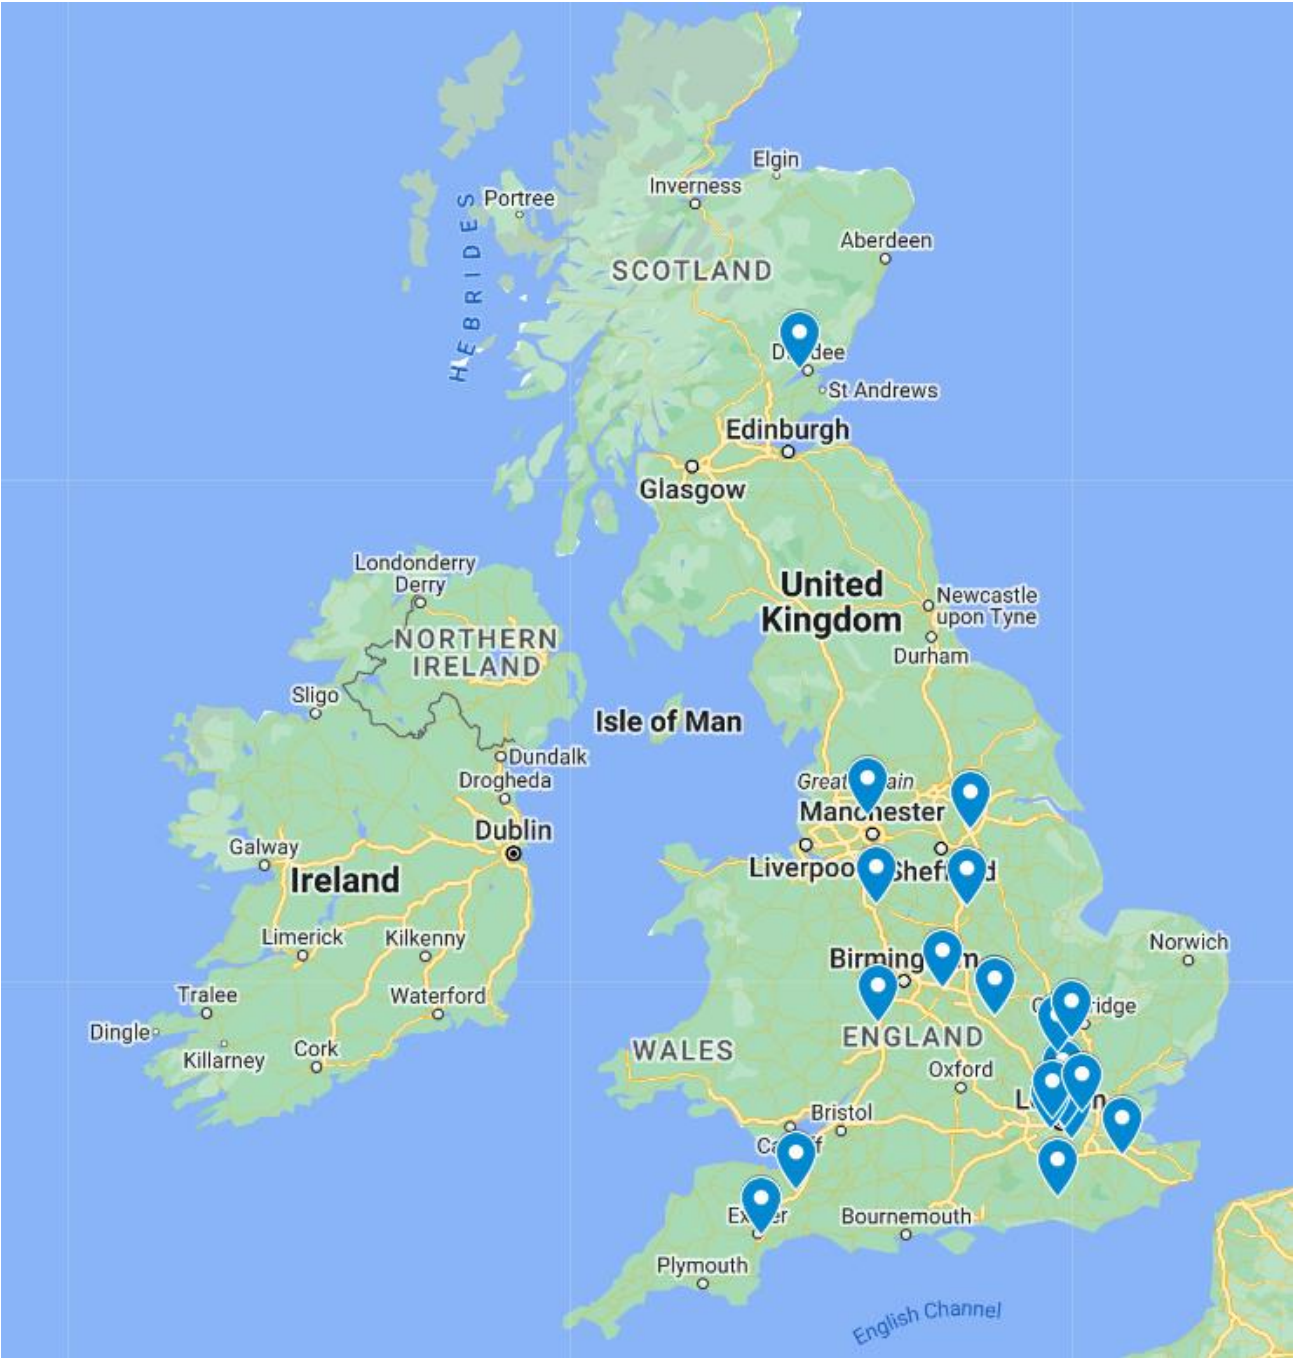 Elgin
Inverness
Portree
HEBRIDES
Aberdeen
SCOTLAND
St Andrews
Edinburgh
Glasgow
Londonderry
Derry
United
Kingdom
Newcastle
upon Tyne
NORTHERN
IRELAND
Durham
Sligo
Isle of Man
Dundalk
Drogheda
Manchester
Dublin
Galway
Ireland
Limerick
Kilkenny
Norwich
Birmingham
Tralee
Waterford
Dingle
Killarney
Cork
WALES
ENGLAND
Oxford
Bristol
Bournemouth
Plymouth
English Channel